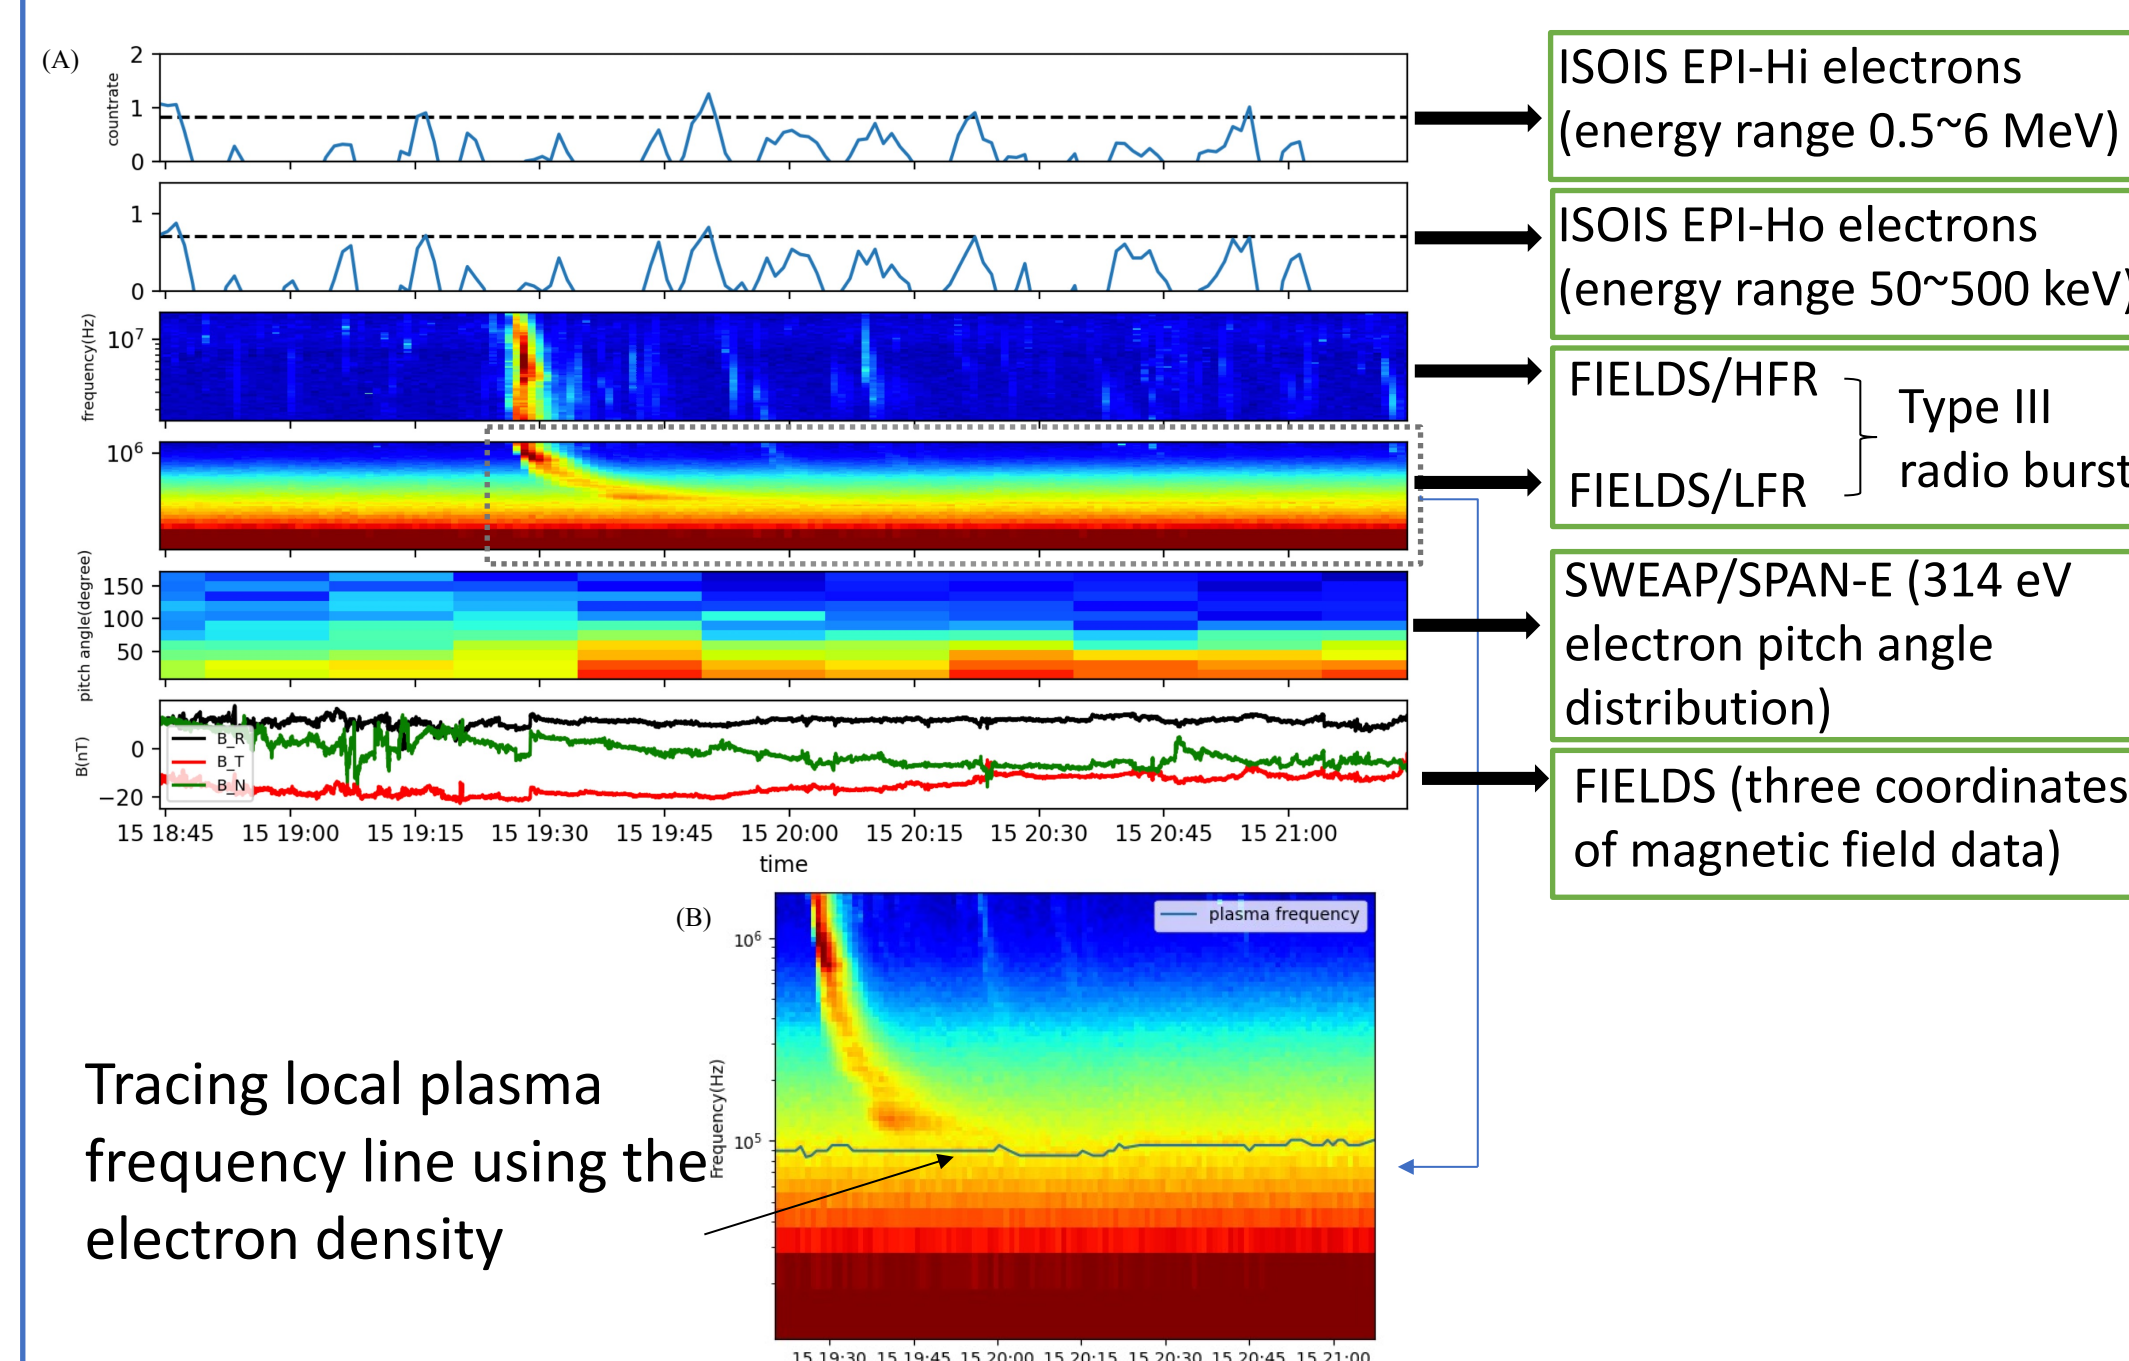 (A)
countrate
2
1
0
1
0
frequency(Hz)
10⁷
10⁶
pitch angle(degree)
150
100
50
B(nT)
0
−20
B_R
B_T
B_N
15 18:45 15 19:00 15 19:15 15 19:30 15 19:45 15 20:00 15 20:15 15 20:30 15 20:45 15 21:00
time
ISOIS EPI-Hi electrons
(energy range 0.5~6 MeV)
ISOIS EPI-Ho electrons
(energy range 50~500 keV)
FIELDS/HFR
FIELDS/LFR
Type III
radio burst
SWEAP/SPAN-E (314 eV
electron pitch angle
distribution)
FIELDS (three coordinates
of magnetic field data)
(B)
plasma frequency
Frequency(Hz)
10⁶
10⁵
15 19:30 15 19:45 15 20:00 15 20:15 15 20:30 15 20:45 15 21:00
Tracing local plasma
frequency line using the
electron density